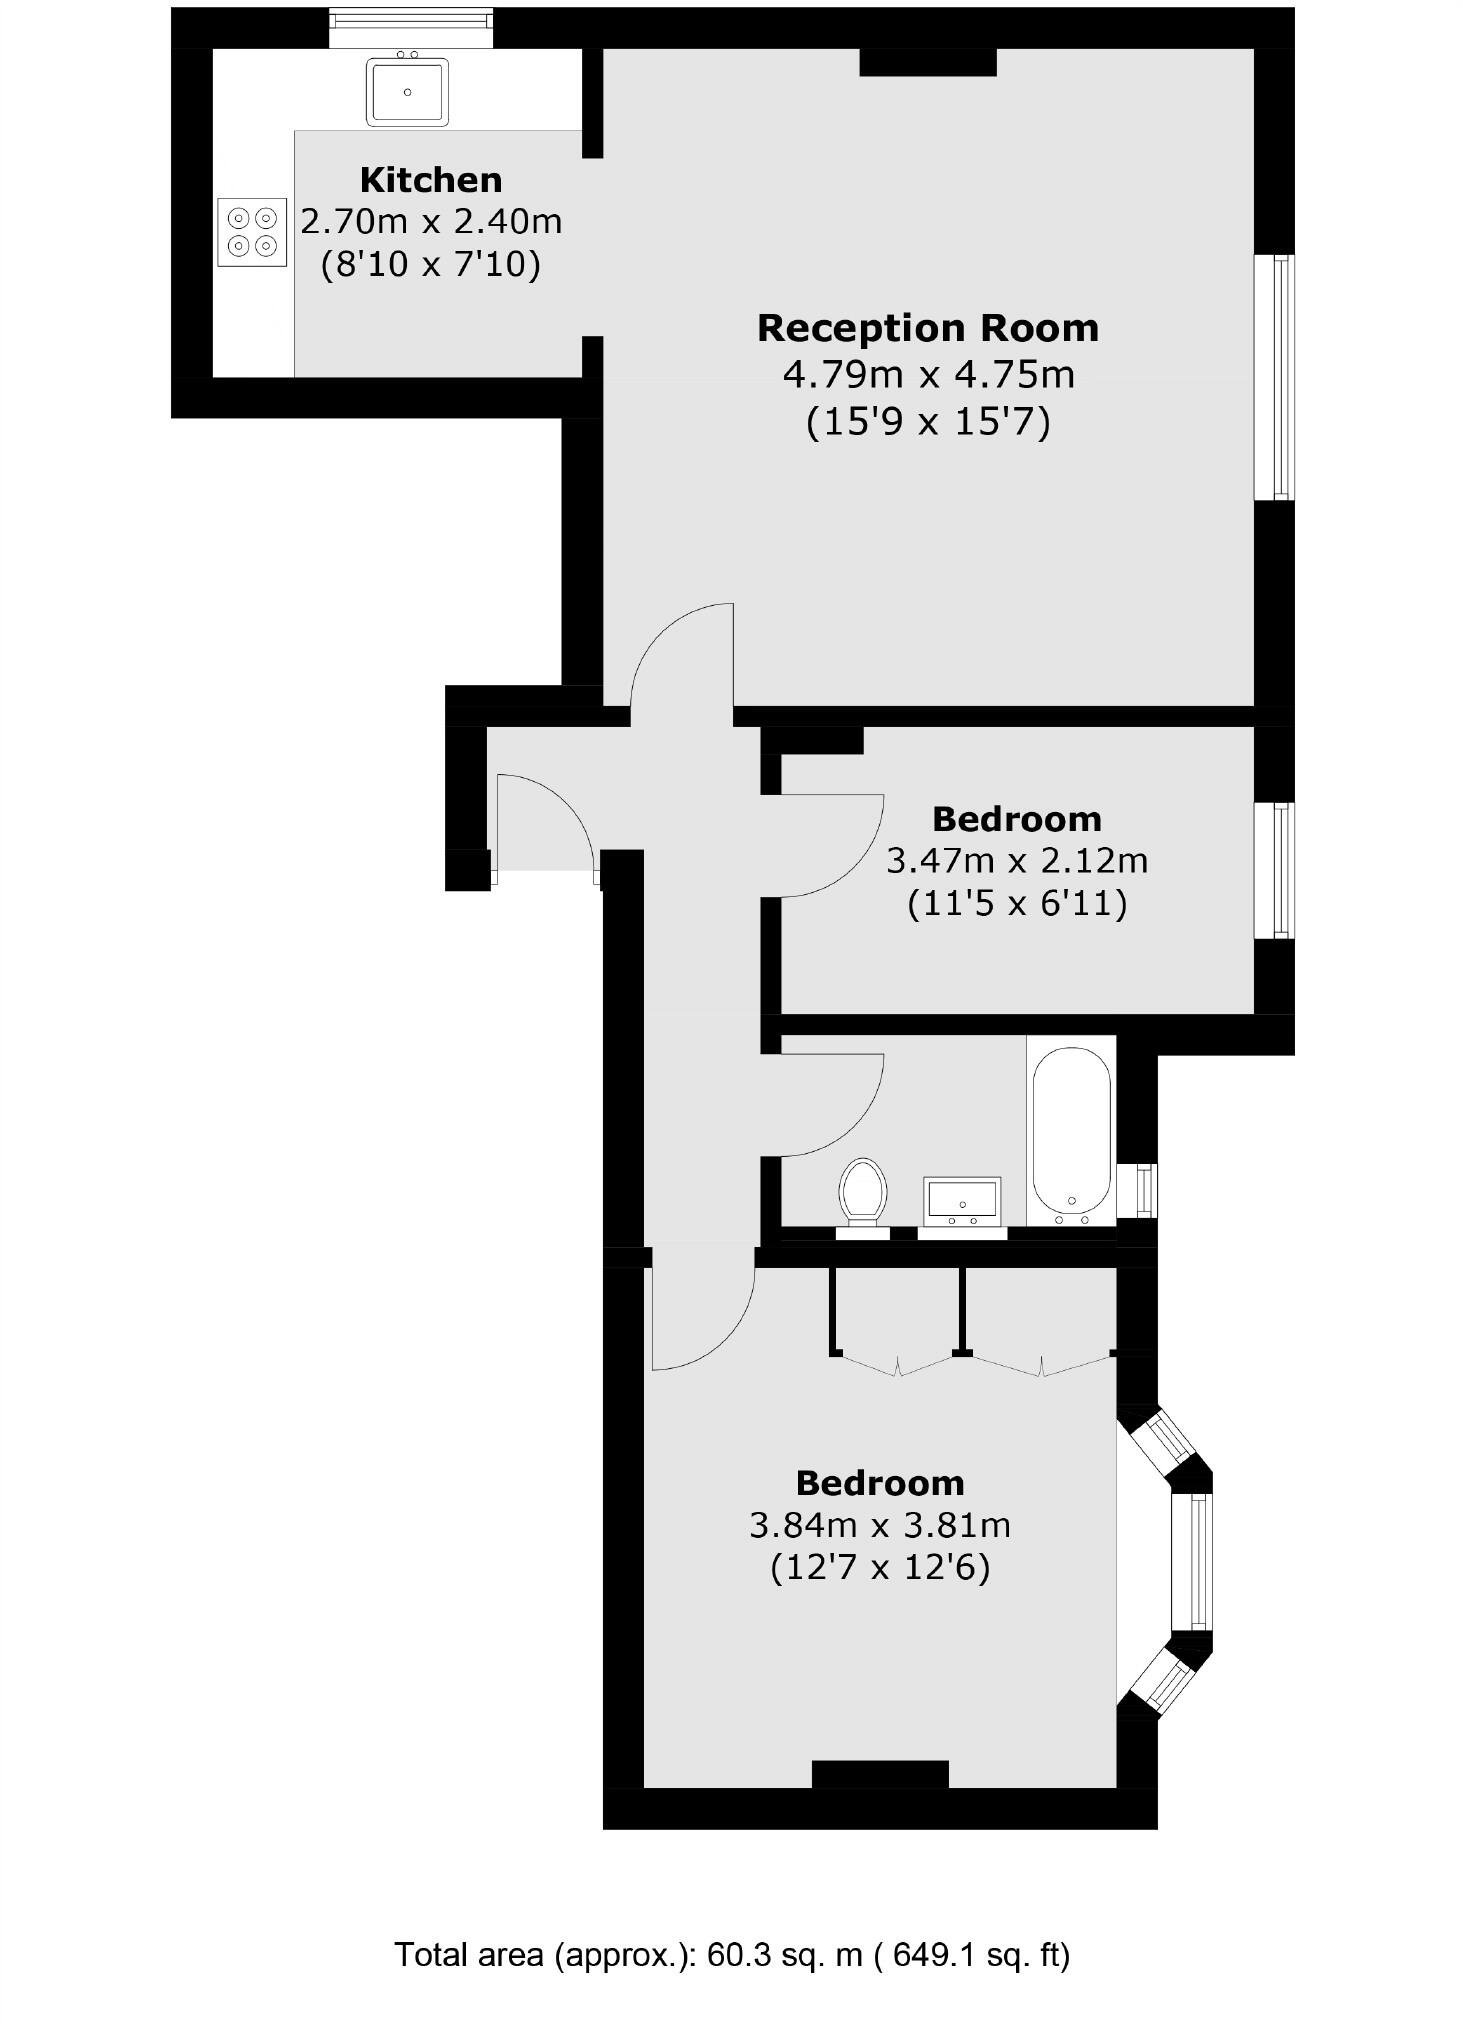 Kitchen
2.70m x 2.40m
(8'10 x 7'10)
Reception Room
4.79m x 4.75m
(15'9 x 15'7)
Bedroom
3.47m x 2.12m
(11'5 x 6'11)
Bedroom
3.84m x 3.81m
(12'7 x 12'6)
Total area (approx.): 60.3 sq. m ( 649.1 sq. ft)